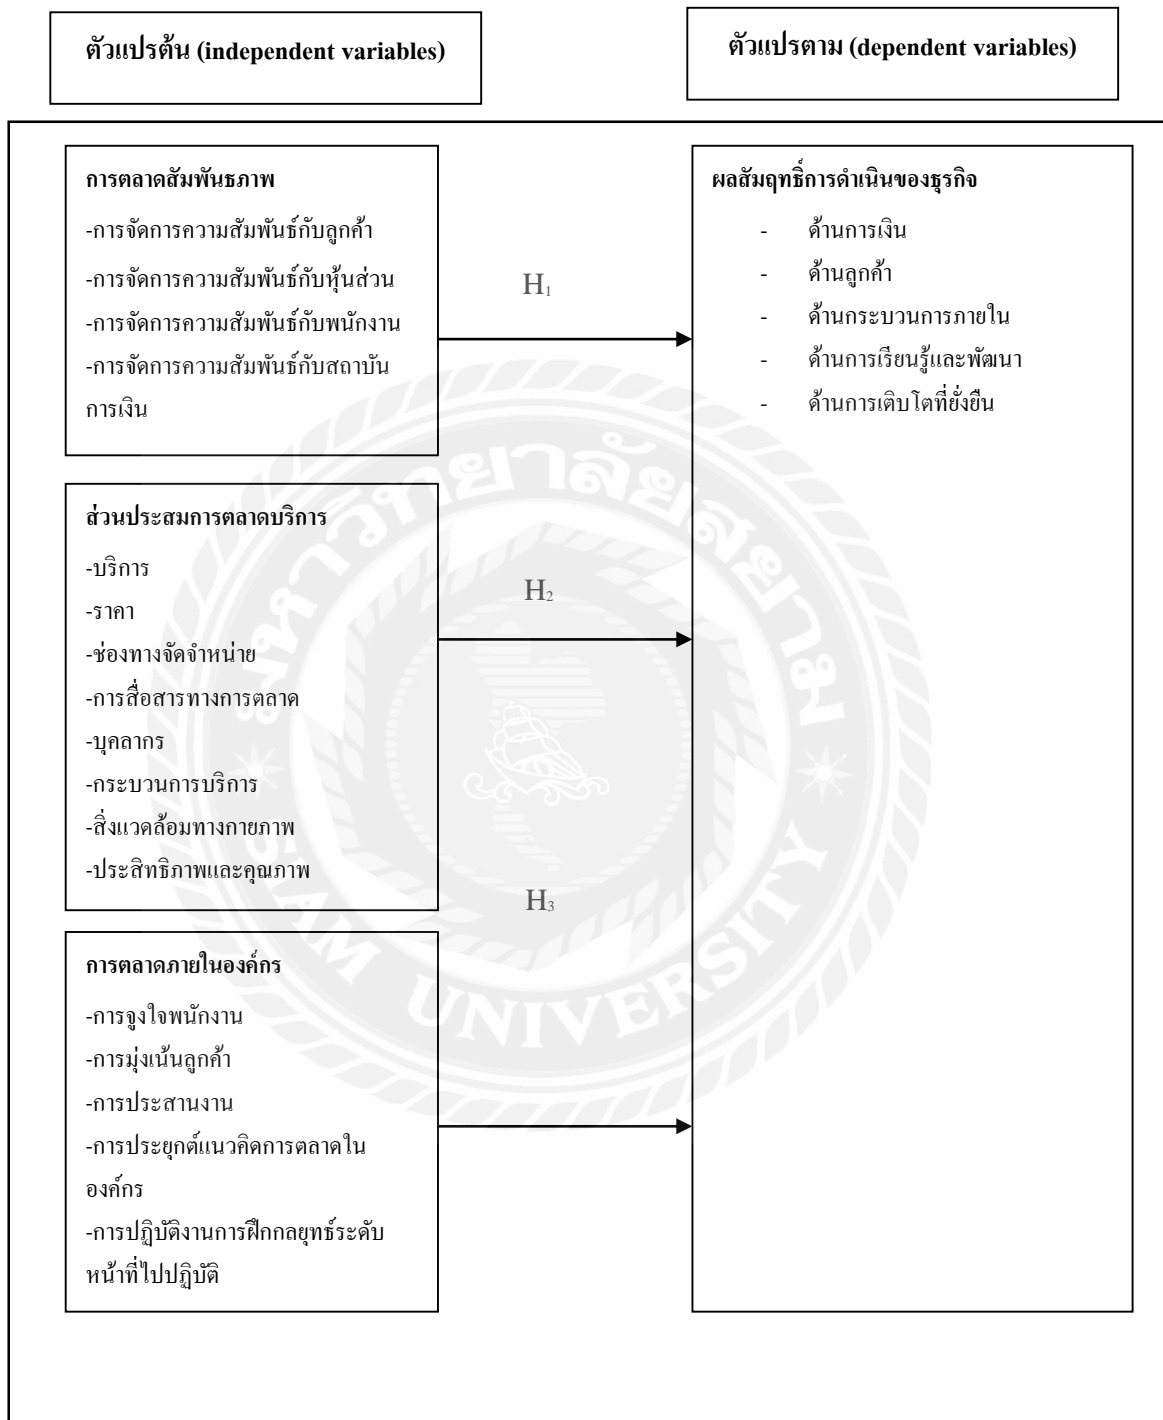 ตัวแปรต้น (independent variables)
ตัวแปรตาม (dependent variables)
การตลาดสัมพันธภาพ
-การจัดการความสัมพันธ์กับลูกค้า
-การจัดการความสัมพันธ์กับหุ้นส่วน
-การจัดการความสัมพันธ์กับพนักงาน
-การจัดการความสัมพันธ์กับสถาบัน
การเงิน
H₁
ผลสัมฤทธิ์การดำเนินของธุรกิจ
- ด้านการเงิน
- ด้านลูกค้า
- ด้านกระบวนการภายใน
- ด้านการเรียนรู้และพัฒนา
- ด้านการเติบโตที่ยั่งยืน
ส่วนประสมการตลาดบริการ
-บริการ
-ราคา
-ช่องทางจัดจำหน่าย
-การสื่อสารทางการตลาด
-บุคลากร
-กระบวนการบริการ
-สิ่งแวดล้อมทางกายภาพ
-ประสิทธิภาพและคุณภาพ
H₂
H₃
การตลาดภายในองค์กร
-การจูงใจพนักงาน
-การมุ่งเน้นลูกค้า
-การประสานงาน
-การประยุกต์แนวคิดการตลาดใน
องค์กร
-การปฏิบัติงานการฝึกกลยุทธ์ระดับ
หน้าที่ไปปฏิบัติ
มหาวิทยาลัยสยาม
SIAM UNIVERSITY